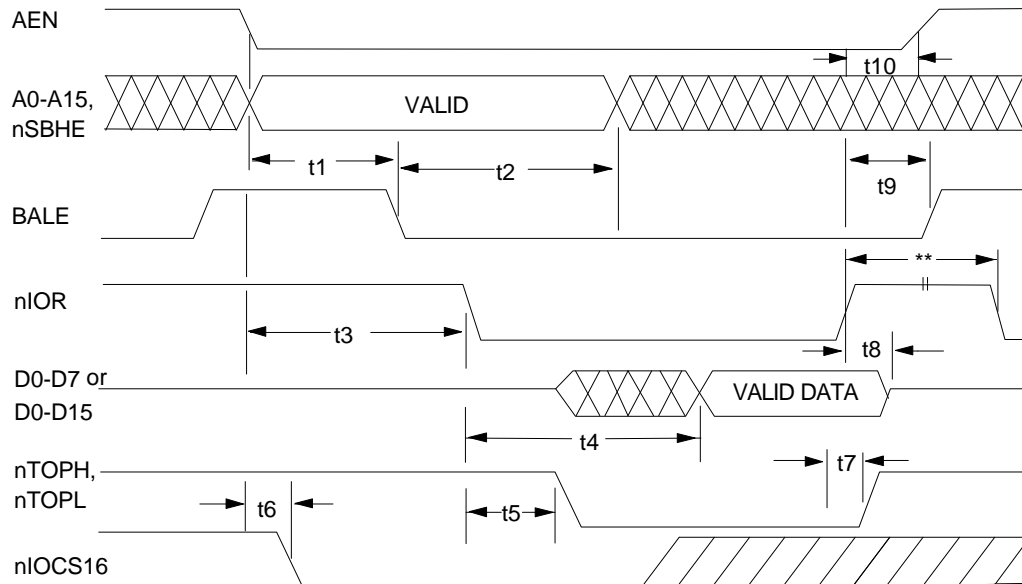 AEN
t10
A0-A15,
nSBHE
VALID
t1
t2
t9
BALE
**
nIOR
t3
t8
D0-D7 or
D0-D15
VALID DATA
t4
nTOPH,
nTOPL
t7
t6
t5
nIOCS16